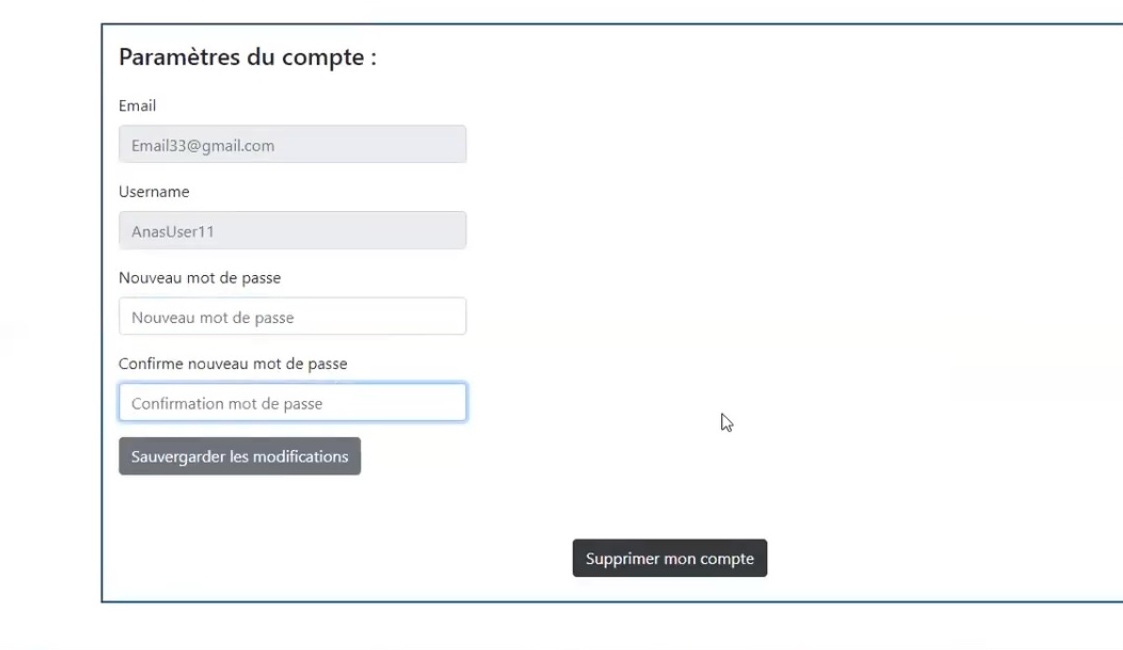 Paramètres du compte :
Email
Email33@gmail.com
Username
AnasUser11
Nouveau mot de passe
Nouveau mot de passe
Confirme nouveau mot de passe
Confirmation mot de passe
Sauvergarder les modifications
Supprimer mon compte